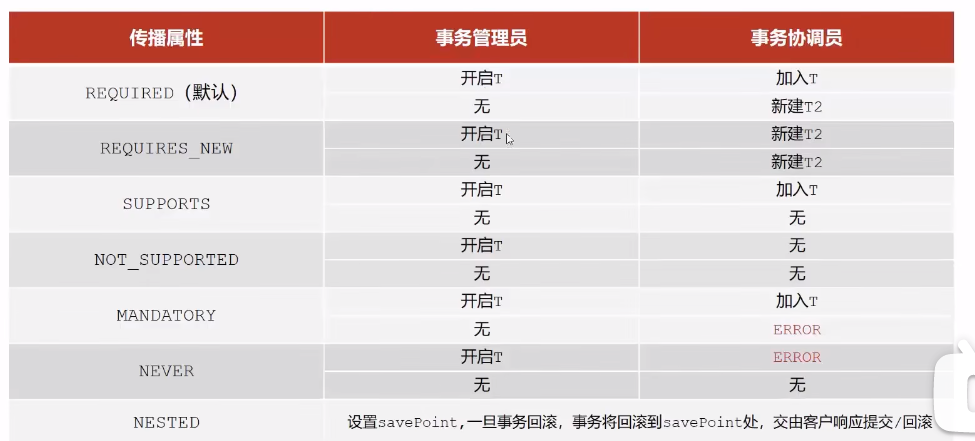 传播属性 事务管理员 事务协调员
REQUIRED（默认） 开启T 加入T
无 新建T2
REQUIRES_NEW 开启T 新建T2
无 新建T2
SUPPORTS 开启T 加入T
无 无
NOT_SUPPORTED 开启T 无
无 无
MANDATORY 开启T 加入T
无 ERROR
NEVER 开启T ERROR
无 无
NESTED 设置savePoint,一旦事务回滚，事务将回滚到savePoint处，交由客户响应提交/回滚